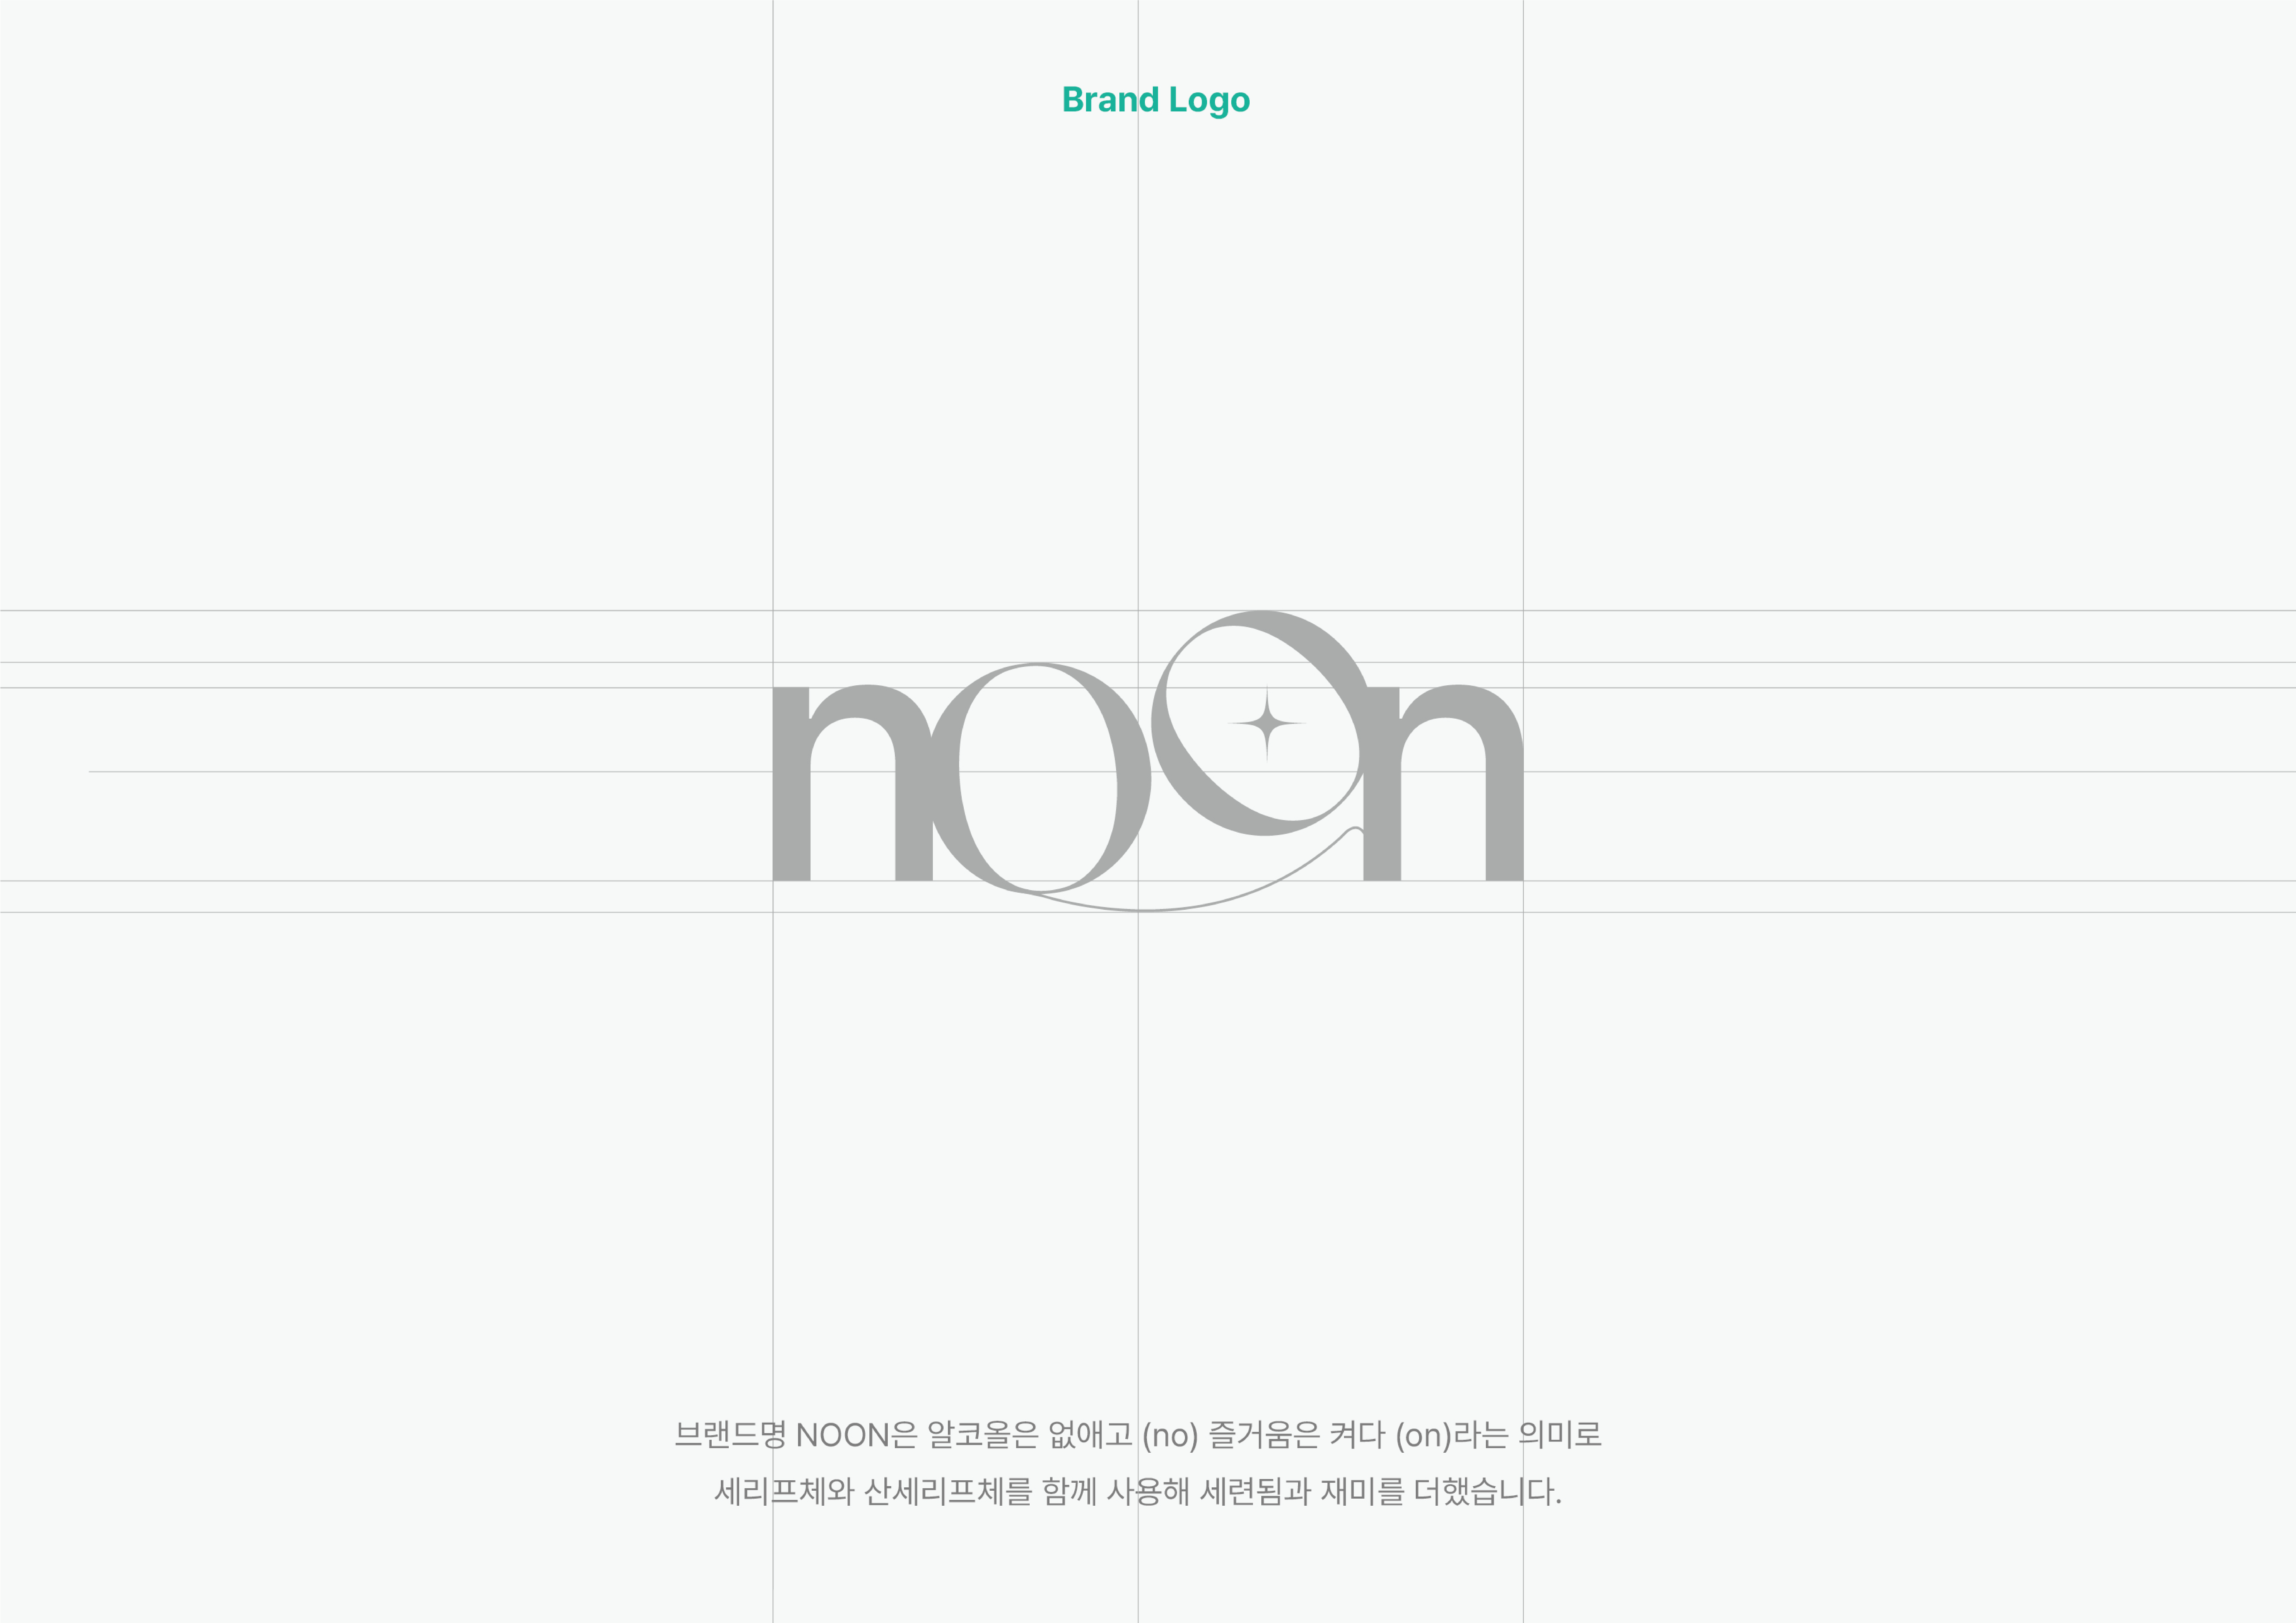 Brand Logo
noon
브랜드명 NOON은 알코올은 없애고 (no) 즐거움은 켜다 (on)라는 의미로
세리프체와 산세리프체를 함께 사용해 세련됨과 재미를 더했습니다.